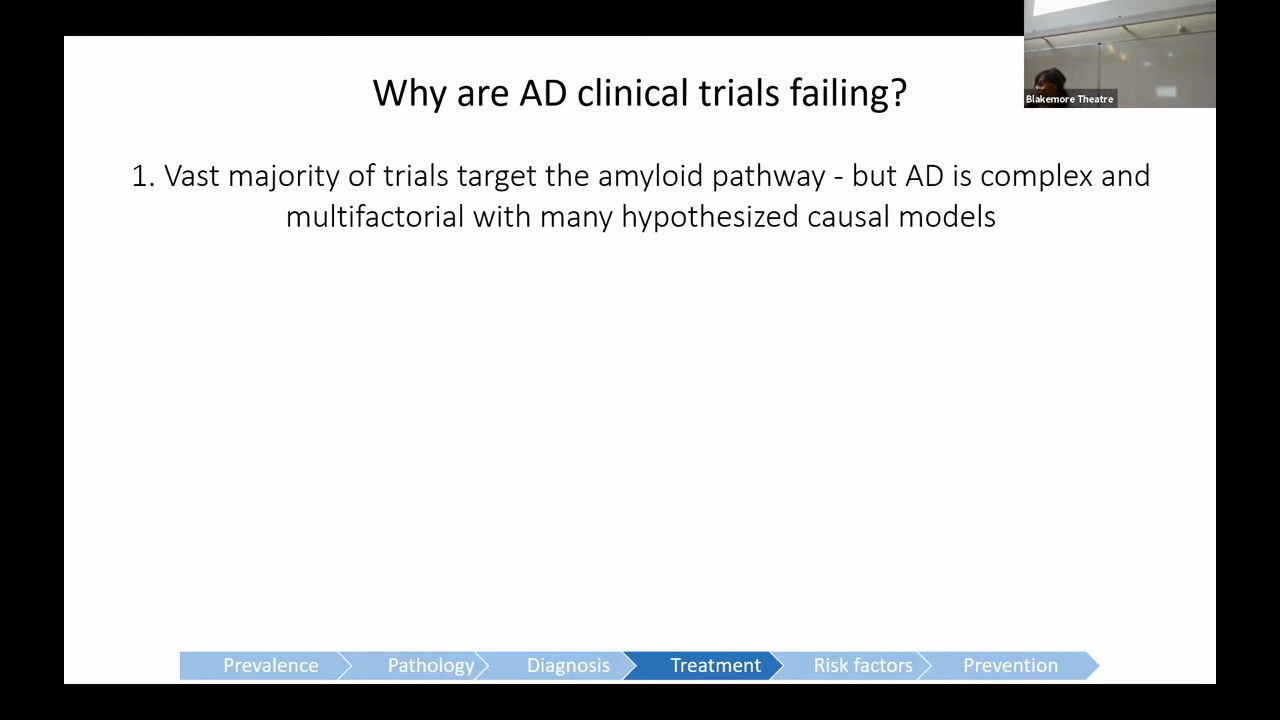 Why are AD clinical trials failing?
Blakemore Theatre
1. Vast majority of trials target the amyloid pathway - but AD is complex and
multifactorial with many hypothesized causal models
Prevalence
Pathology
Diagnosis
Treatment
Risk factors
Prevention